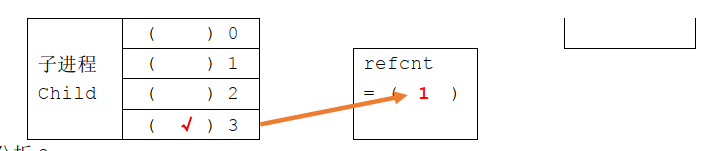 子进程
Child
(    ) 0
(    ) 1
(    ) 2
( √ ) 3
refcnt
= ( 1 )